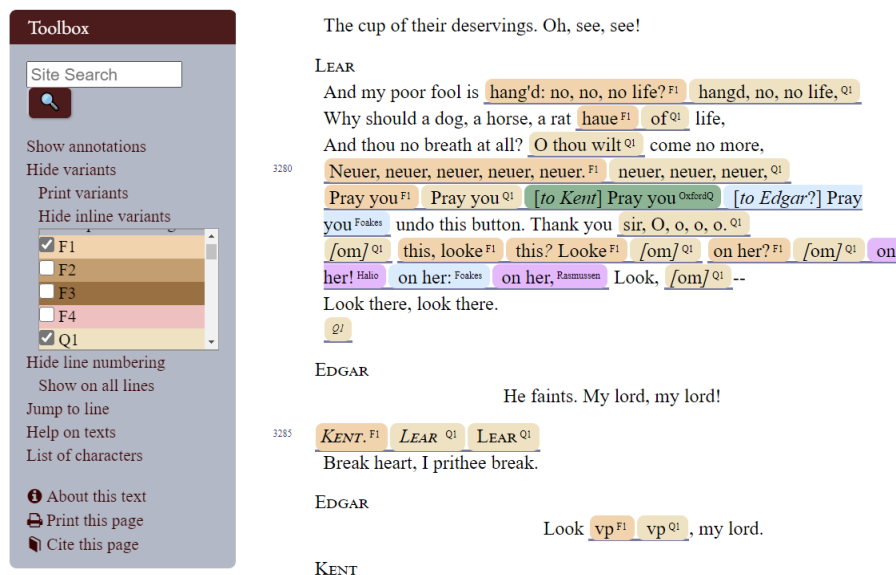 Toolbox
Site Search
Show annotations
Hide variants
Print variants
Hide inline variants
F1
F2
F3
F4
Q1
Hide line numbering
Show on all lines
Jump to line
Help on texts
List of characters
About this text
Print this page
Cite this page
The cup of their deservings. Oh, see, see!
LEAR
And my poor fool is hang'd: no, no, no life? F1 hangd, no, no life, Q1
Why should a dog, a horse, a rat haue F1 of Q1 life,
And thou no breath at all? O thou wilt Q1 come no more,
3280 Neuer, neuer, neuer, neuer, neuer. F1 neuer, neuer, neuer, Q1
Pray you F1 Pray you Q1 [to Kent] Pray you OxfordQ [to Edgar?] Pray
you Foakes undo this button. Thank you sir, O, o, o, o. Q1
[om] Q1 this, looke F1 this? Looke F1 [om] Q1 on her? F1 [om] Q1 on
her! Halio on her: Foakes on her, Rasmussen Look, [om] Q1 --
Look there, look there.
Q1
EDGAR
He faints. My lord, my lord!
3285 KENT. F1 LEAR Q1 LEAR Q1
Break heart, I prithee break.
EDGAR
Look vp F1 vp Q1 , my lord.
KENT